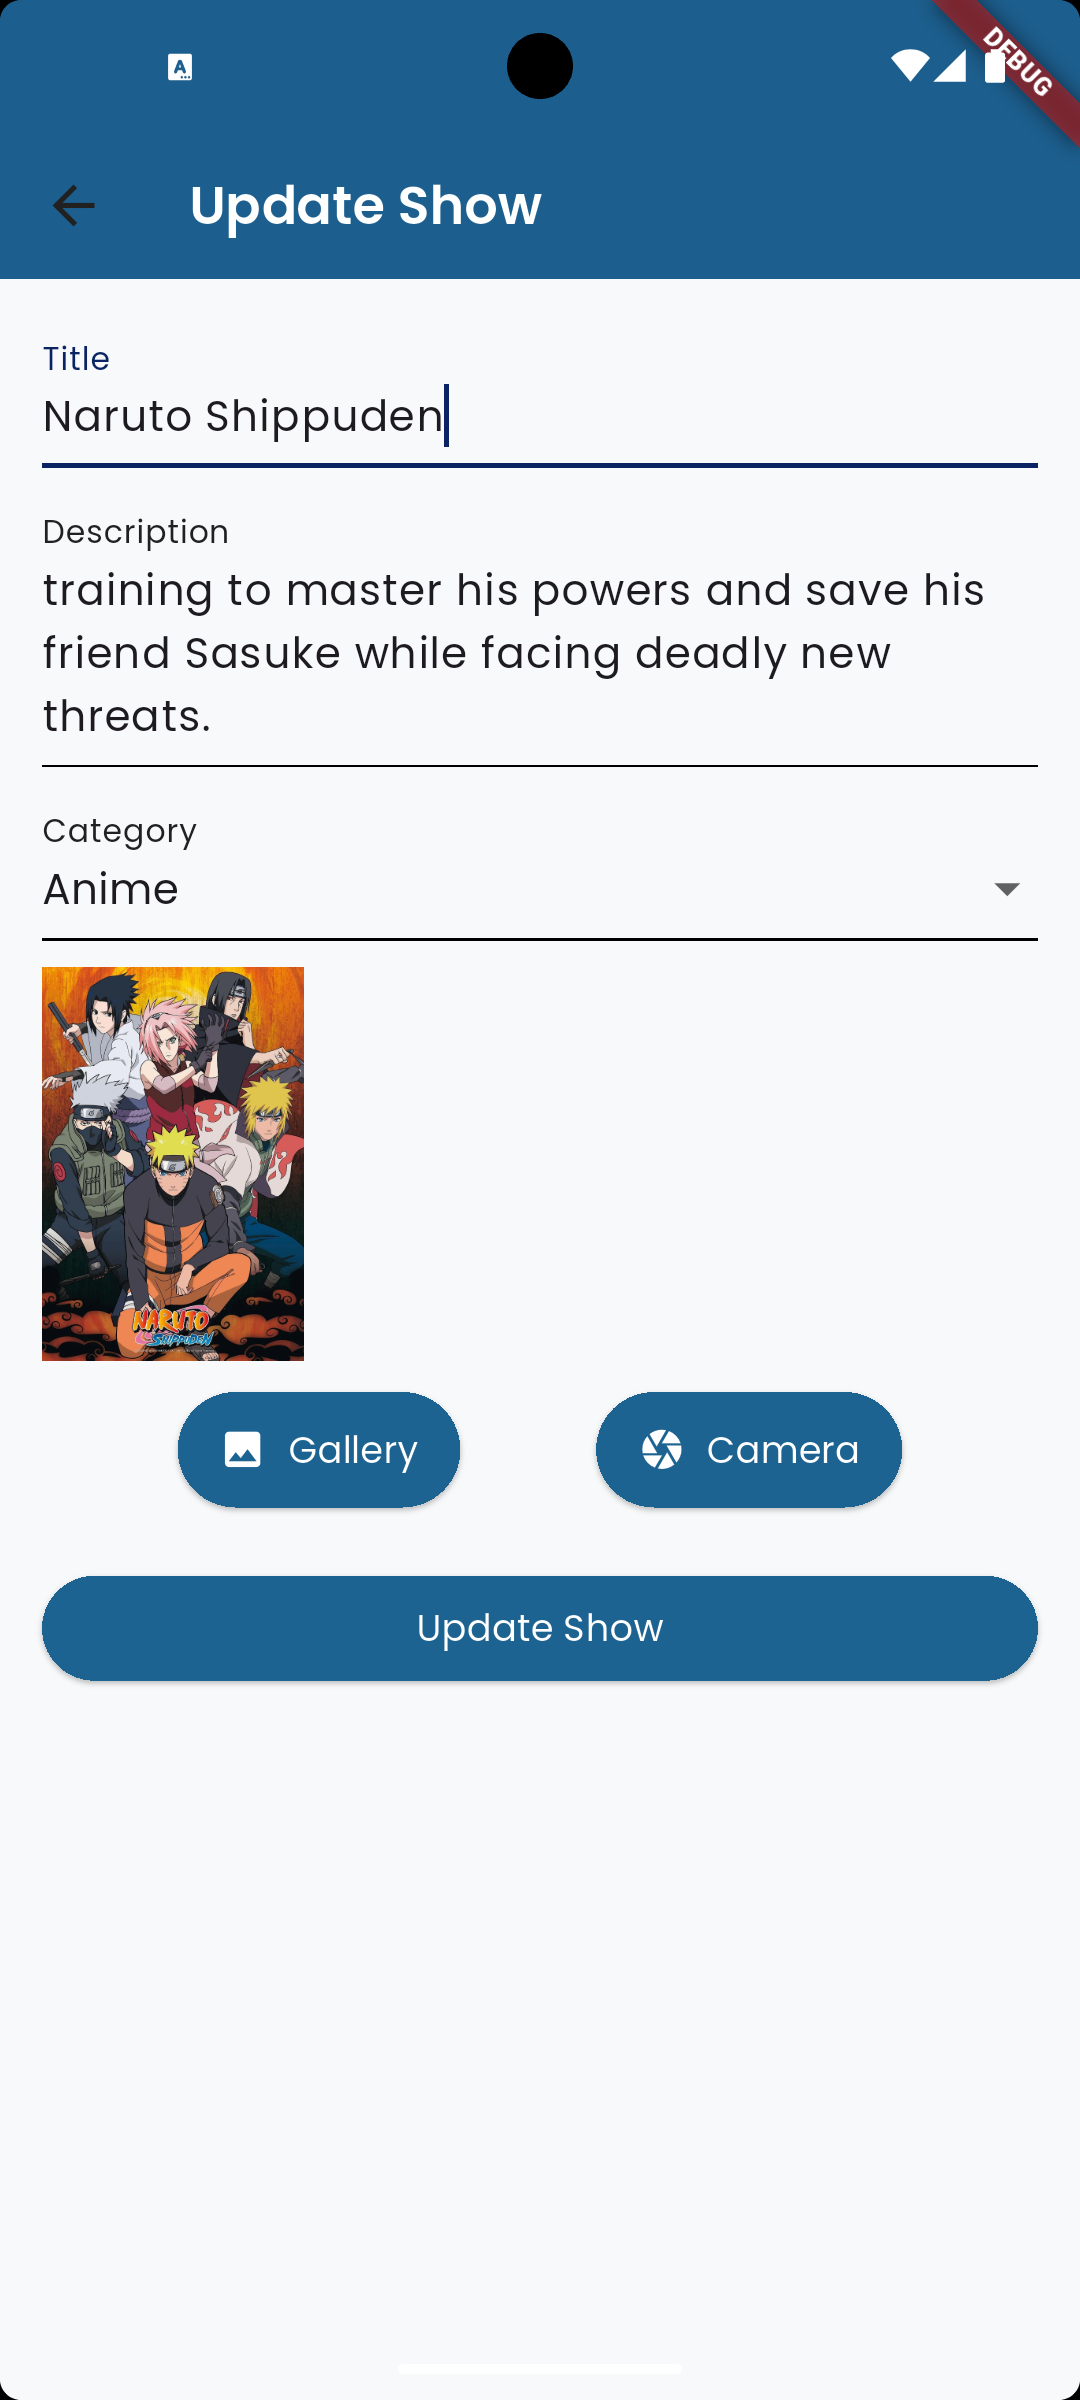 A
DEBUG
Update Show
Title
Naruto Shippuden
Description
training to master his powers and save his
friend Sasuke while facing deadly new
threats.
Category
Anime
NARUTO
SHIPPUDEN
Gallery
Camera
Update Show